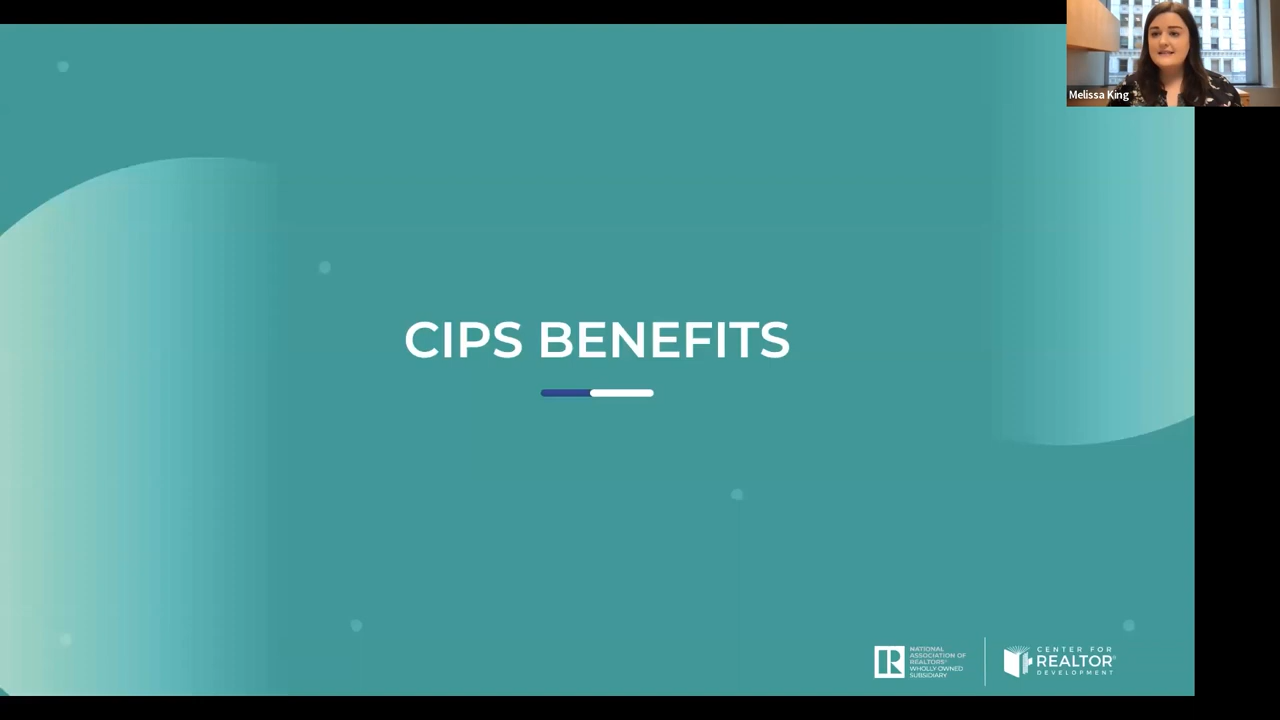 Melissa King
CIPS BENEFITS
NATIONAL
ASSOCIATION OF
REALTORS®
WHOLLY OWNED
SUBSIDIARY
CENTER FOR
REALTOR®
DEVELOPMENT